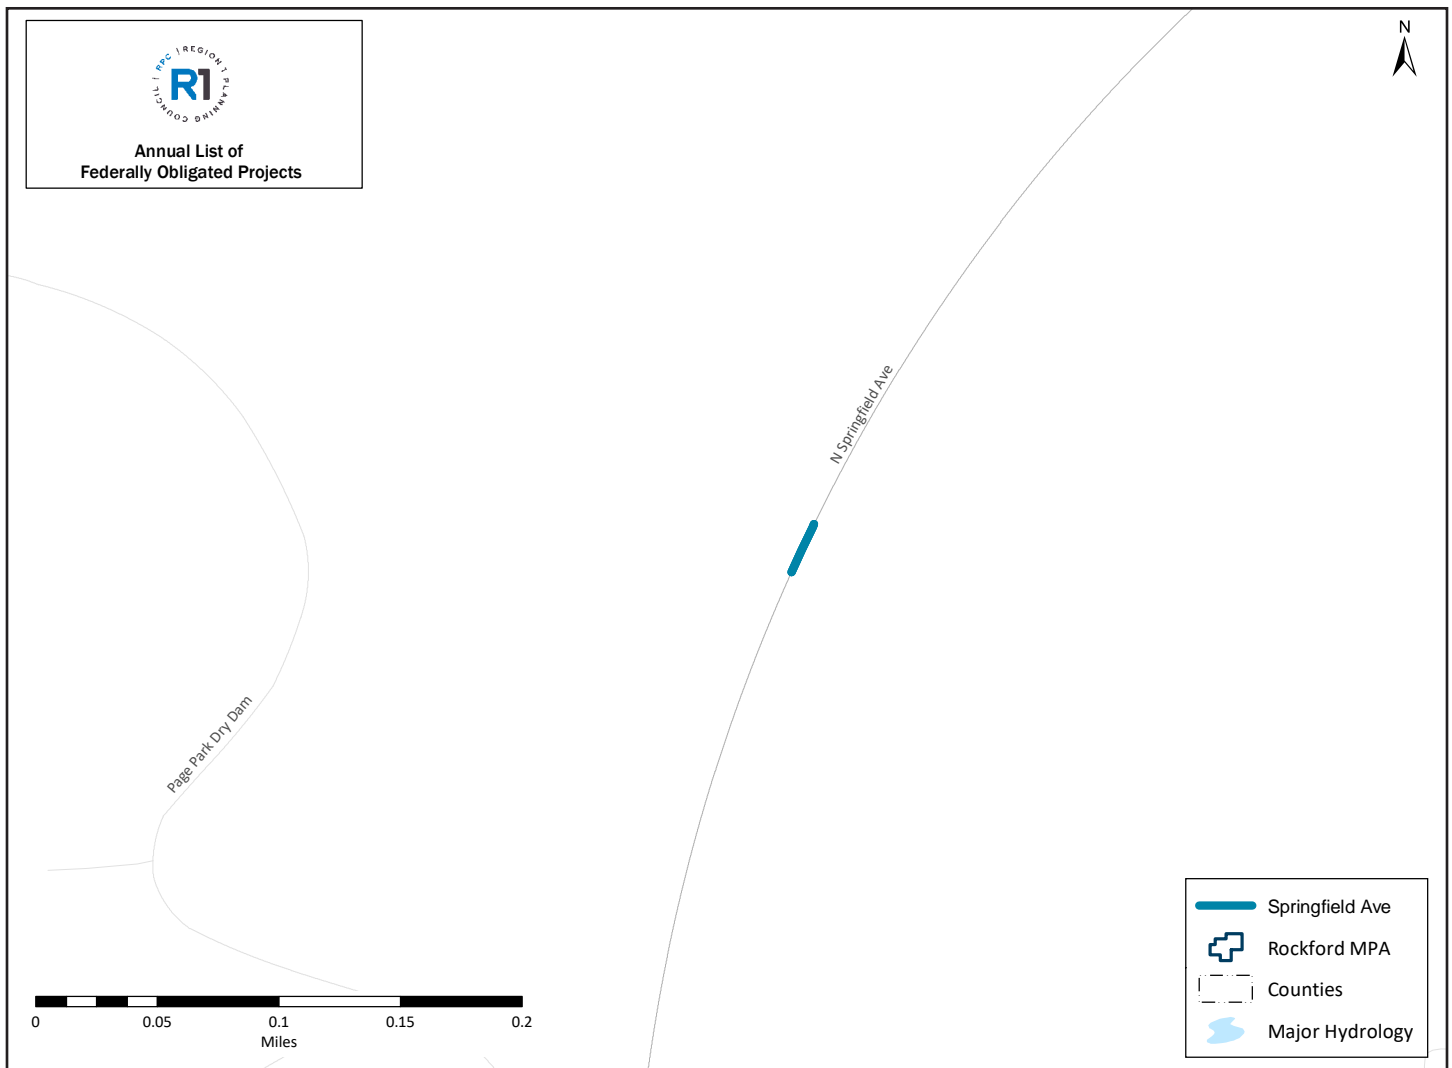 RPC | REGION 1 PLANNING COUNCIL |
R1
Annual List of
Federally Obligated Projects
N
N Springfield Ave
Page Park Dry Dam
0 0.05 0.1 0.15 0.2
Miles
Springfield Ave
Rockford MPA
Counties
Major Hydrology